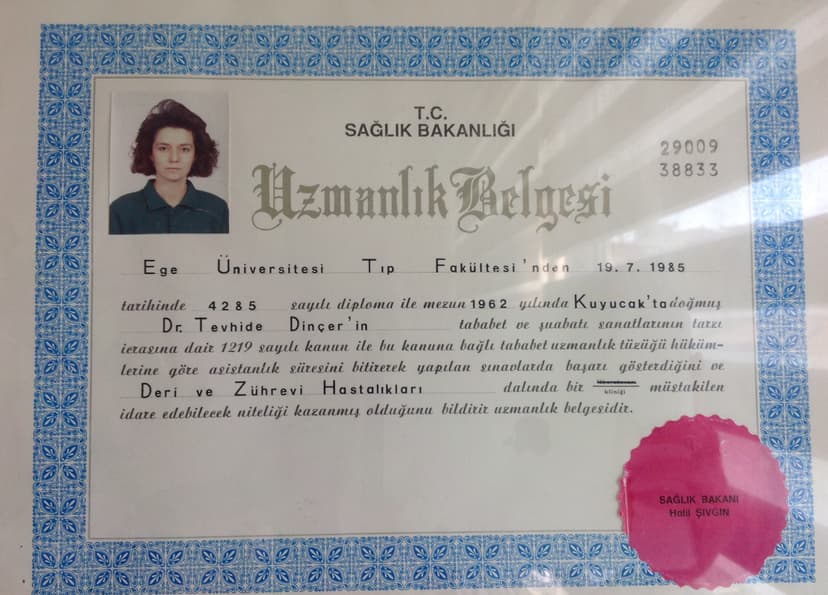 T.C.
SAĞLIK BAKANLIĞI
29009
38833
Uzmanlık Belgesi
Ege Üniversitesi Tıp Fakültesi'nden 19.7.1985
tarihinde 4285 sayılı diploma ile mezun 1962 yılında Kuyucak'ta doğmuş
Dr. Tevhide Dinçer'in tababet ve şuabatı sanatlarının tarzı
icrasına dair 1219 sayılı kanun ile bu kanuna bağlı tababet uzmanlık tüzüğü hüküm-
lerine göre asistanlık süresini bitirerek yapılan sınavlarda başarı gösterdiğini ve
Deri ve Zührevi Hastalıkları dalında bir kliniği müstakilen
idare edebilecek niteliği kazanmış olduğunu bildirir uzmanlık belgesidir.
SAĞLIK BAKANI
Halil ŞIVGIN